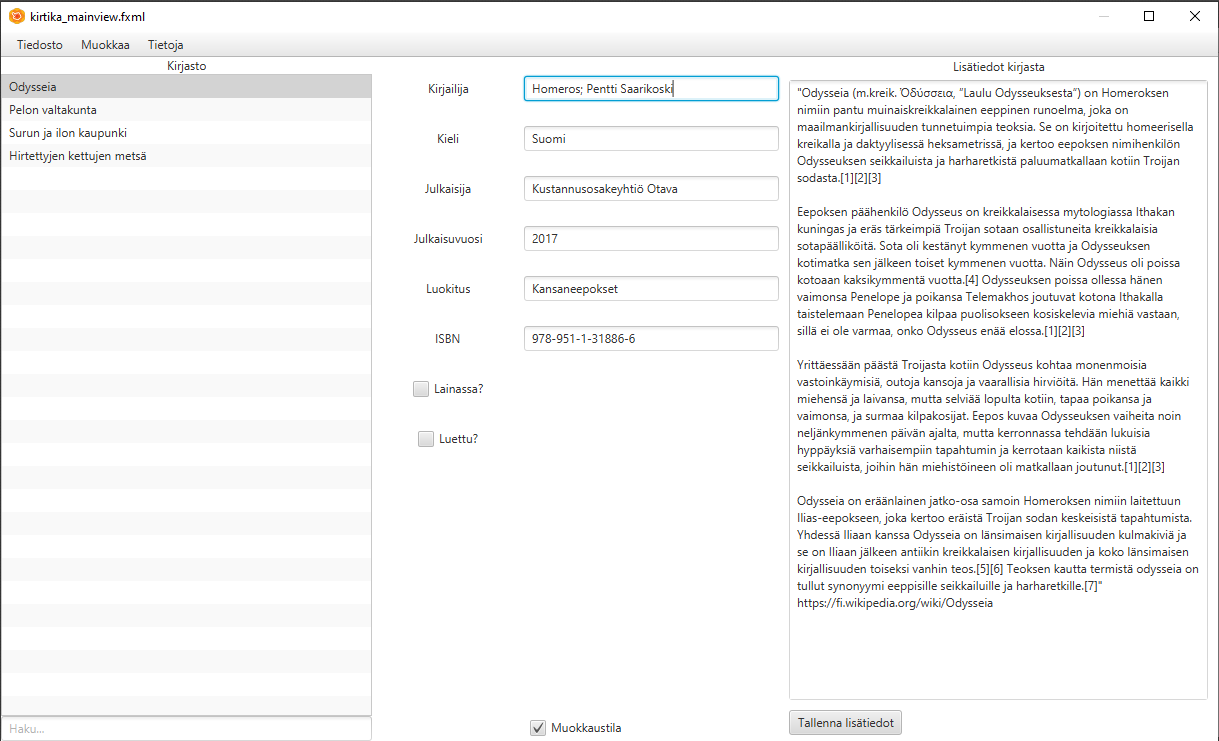 kirtika_mainview.fxml
Tiedosto Muokkaa Tietoja
Kirjasto
Odysseia
Pelon valtakunta
Surun ja ilon kaupunki
Hirtettyjen kettujen metsä
Haku...
Kirjailija Homeros; Pentti Saarikoski
Kieli Suomi
Julkaisija Kustannusosakeyhtiö Otava
Julkaisuvuosi 2017
Luokitus Kansaneepokset
ISBN 978-951-1-31886-6
Lainassa?
Luettu?
Muokkaustila
Lisätiedot kirjasta
"Odysseia (m.kreik. Ὀδύσσεια, ”Laulu Odysseuksesta”) on Homeroksen
nimiin pantu muinaiskreikkalainen eeppinen runoelma, joka on
maailmankirjallisuuden tunnetuimpia teoksia. Se on kirjoitettu homeerisella
kreikalla ja daktyylisessä heksametrissä, ja kertoo eepoksen nimihenkilön
Odysseuksen seikkailuista ja harharetkistä paluumatkallaan kotiin Troijan
sodasta.[1][2][3]
Eepoksen päähenkilö Odysseus on kreikkalaisessa mytologiassa Ithakan
kuningas ja eräs tärkeimpiä Troijan sotaan osallistuneita kreikkalaisia
sotapäälliköitä. Sota oli kestänyt kymmenen vuotta ja Odysseuksen
kotimatka sen jälkeen toiset kymmenen vuotta. Näin Odysseus oli poissa
kotoaan kaksikymmentä vuotta.[4] Odysseuksen poissa ollessa hänen
vaimonsa Penelope ja poikansa Telemakhos joutuvat kotona Ithakalla
taistelemaan Penelopea kilpaa puolisokseen kosiskelevia miehiä vastaan,
sillä ei ole varmaa, onko Odysseus enää elossa.[1][2][3]
Yrittäessään päästä Troijasta kotiin Odysseus kohtaa monenmoisia
vastoinkäymisiä, outoja kansoja ja vaarallisia hirviöitä. Hän menettää kaikki
miehensä ja laivansa, mutta selviää lopulta kotiin, tapaa poikansa ja
vaimonsa, ja surmaa kilpakosijat. Eepos kuvaa Odysseuksen vaiheita noin
neljänkymmenen päivän ajalta, mutta kerronnassa tehdään lukuisia
hyppäyksiä varhaisempiin tapahtumin ja kerrotaan kaikista niistä
seikkailuista, joihin hän miehistöineen oli matkallaan joutunut.[1][2][3]
Odysseia on eräänlainen jatko-osa samoin Homeroksen nimiin laitettuun
Ilias-eepokseen, joka kertoo eräistä Troijan sodan keskeisistä tapahtumista.
Yhdessä Iliaan kanssa Odysseia on länsimaisen kirjallisuuden kulmakiviä ja
se on Iliaan jälkeen antiikin kreikkalaisen kirjallisuuden ja koko länsimaisen
kirjallisuuden toiseksi vanhin teos.[5][6] Teoksen kautta termistä odysseia on
tullut synonyymi eeppisille seikkailuille ja harharetkille.[7]"
https://fi.wikipedia.org/wiki/Odysseia
Tallenna lisätiedot